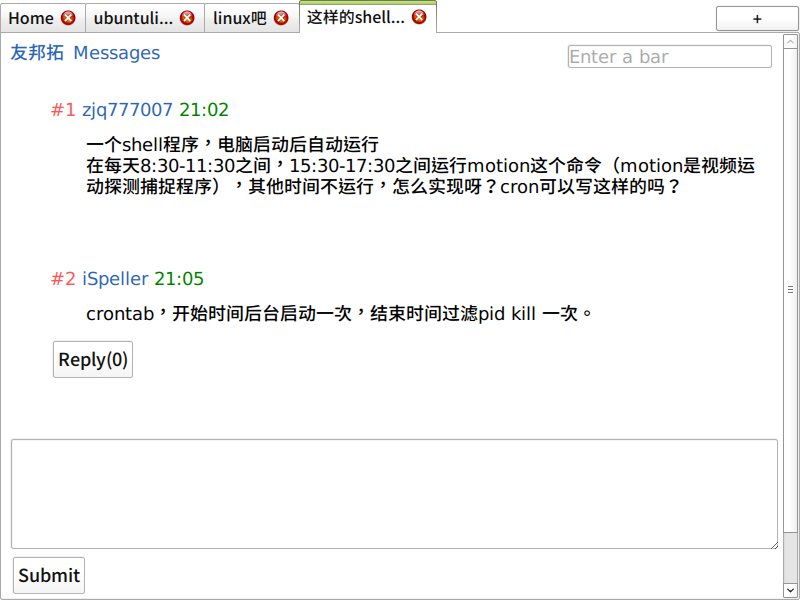 Home ubuntuli... linux吧 这样的shell... +
友邦拓 Messages Enter a bar
#1 zjq777007 21:02
一个shell程序，电脑启动后自动运行
在每天8:30-11:30之间，15:30-17:30之间运行motion这个命令（motion是视频运
动探测捕捉程序），其他时间不运行，怎么实现呀？cron可以写这样的吗？
#2 iSpeller 21:05
crontab，开始时间后台启动一次，结束时间过滤pid kill 一次。
Reply(0)
Submit